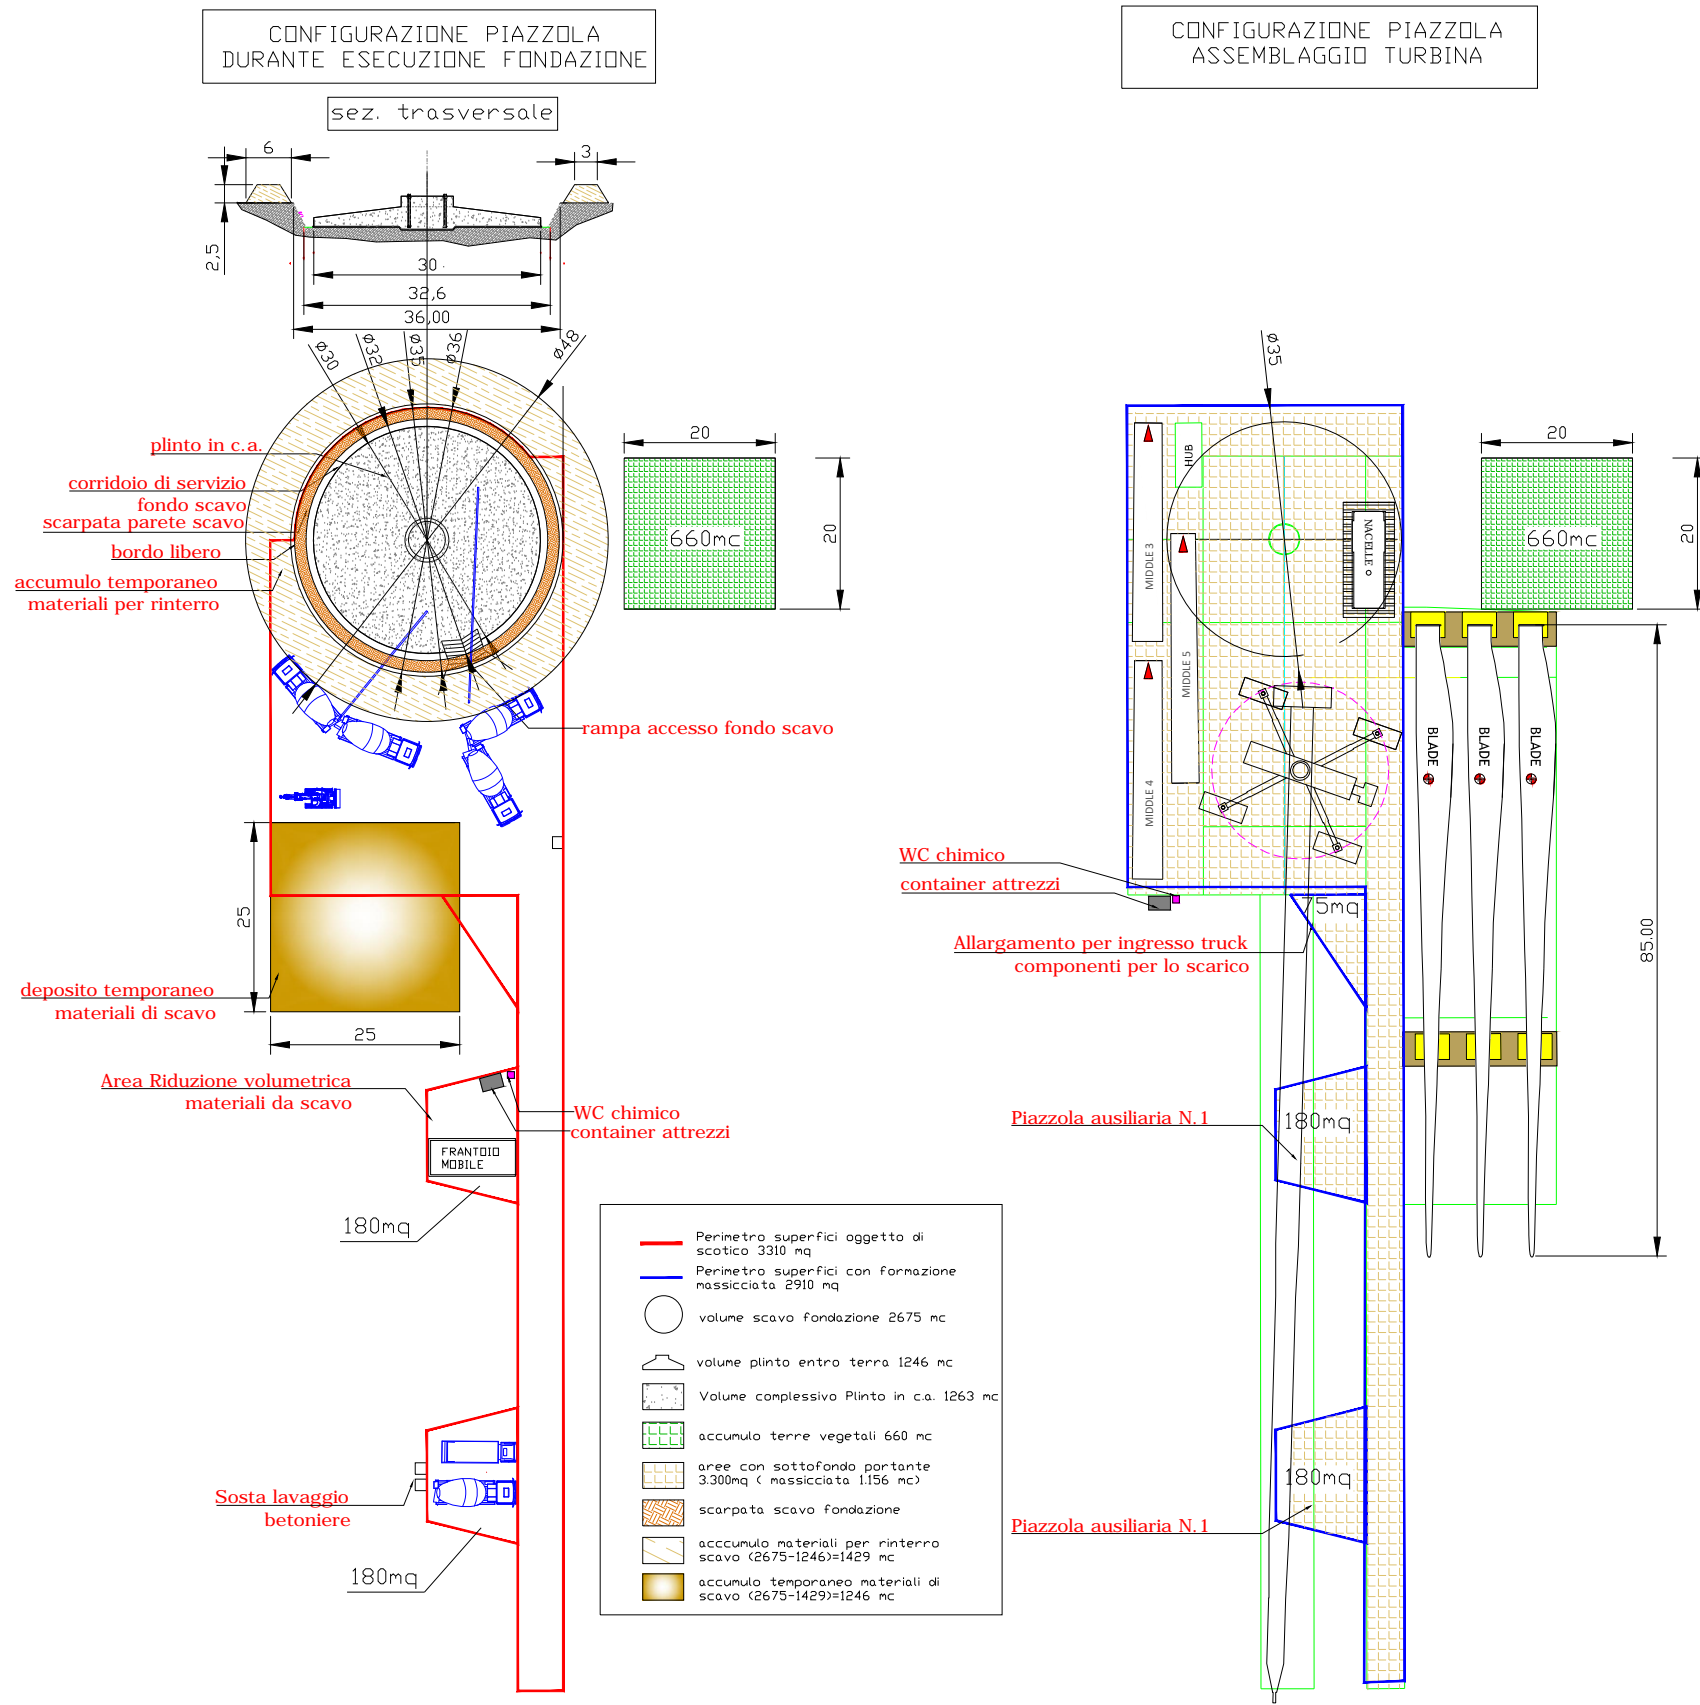 CONFIGURAZIONE PIAZZOLA
DURANTE ESECUZIONE FONDAZIONE
sez. trasversale
6
3
2,5
30
32,6
36,00
ø30
ø32
ø35
ø36
ø48
plinto in c.a.
corridoio di servizio
fondo scavo
scarpata parete scavo
bordo libero
accumulo temporaneo
materiali per rinterro
20
660mc
20
rampa accesso fondo scavo
25
deposito temporaneo
materiali di scavo
25
Area Riduzione volumetrica
materiali da scavo
WC chimico
container attrezzi
FRANTOIO
MOBILE
180mq
Sosta lavaggio
betoniere
180mq
Perimetro superfici oggetto di
scotico 3310 mq
Perimetro superfici con formazione
massicciata 2910 mq
volume scavo fondazione 2675 mc
volume plinto entro terra 1246 mc
Volume complessivo Plinto in c.a. 1263 mc
accumulo terre vegetali 660 mc
aree con sottofondo portante
3.300mq ( massicciata 1.156 mc)
scarpata scavo fondazione
acccumulo materiali per rinterro
scavo (2675-1246)=1429 mc
accumulo temporaneo materiali di
scavo (2675-1429)=1246 mc
CONFIGURAZIONE PIAZZOLA
ASSEMBLAGGIO TURBINA
ø35
HUB
MIDDLE 3
MIDDLE 5
MIDDLE 4
NACELLE
20
660mc
20
BLADE
BLADE
BLADE
85.00
WC chimico
container attrezzi
75mq
Allargamento per ingresso truck
componenti per lo scarico
Piazzola ausiliaria N.1
180mq
180mq
Piazzola ausiliaria N.1